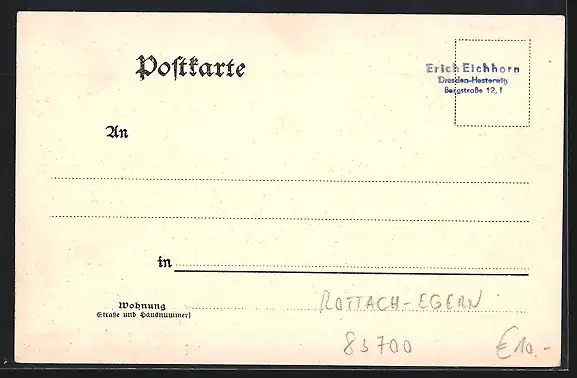 Postkarte
Erich Eichhorn
Dresden-Hosterwitz
Bergstraße 12, I
An
in
Wohnung
(Straße und Hausnummer)
ROTTACH-EGERN
83700
€10.-